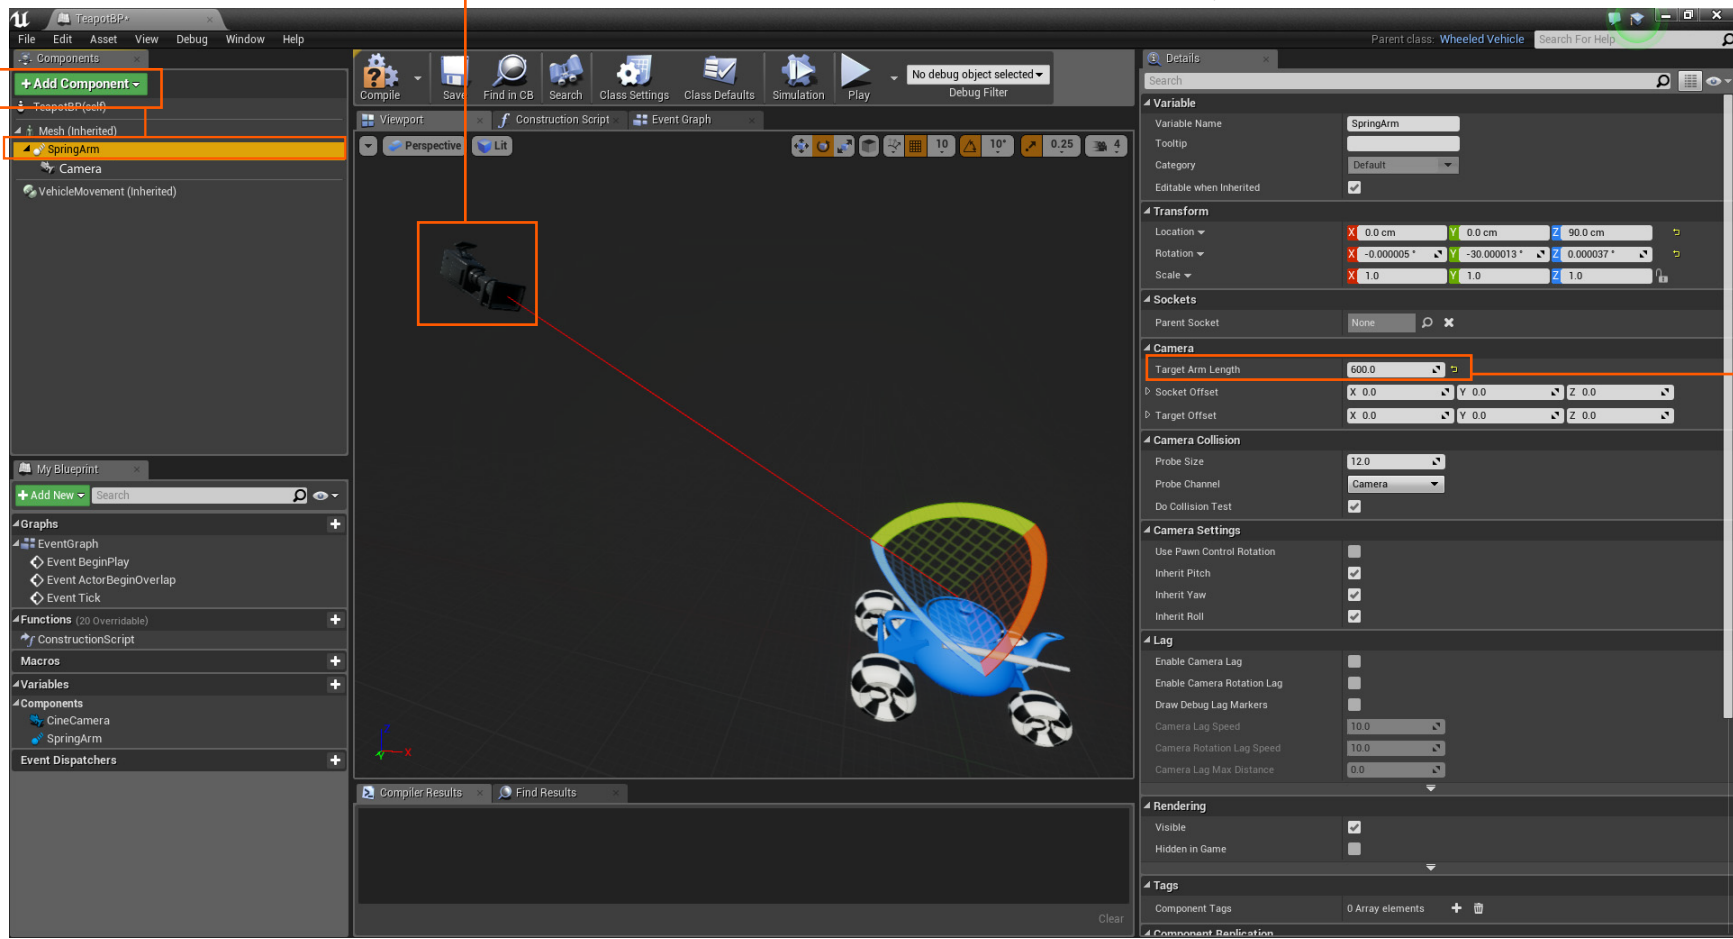 TeapotBP*
File Edit Asset View Debug Window Help
Parent class: Wheeled Vehicle Search For Help
Components
+ Add Component
TeapotBP(self)
Mesh (Inherited)
SpringArm
Camera
VehicleMovement (Inherited)
My Blueprint
+ Add New Search
Graphs
EventGraph
Event BeginPlay
Event ActorBeginOverlap
Event Tick
Functions (20 Overridable)
ConstructionScript
Macros
Variables
Components
CineCamera
SpringArm
Event Dispatchers
Compile Save Find in CB Search Class Settings Class Defaults Simulation Play
No debug object selected
Debug Filter
Viewport Construction Script Event Graph
Perspective Lit 10 10° 0.25 4
Z
Y X
Compiler Results Find Results
Clear
Details
Search
Variable
Variable Name SpringArm
Tooltip
Category Default
Editable when Inherited
Transform
Location X 0.0 cm Y 0.0 cm Z 90.0 cm
Rotation X -0.000005 ° Y -30.000013 ° Z 0.000037 °
Scale X 1.0 Y 1.0 Z 1.0
Sockets
Parent Socket None
Camera
Target Arm Length 600.0
Socket Offset X 0.0 Y 0.0 Z 0.0
Target Offset X 0.0 Y 0.0 Z 0.0
Camera Collision
Probe Size 12.0
Probe Channel Camera
Do Collision Test
Camera Settings
Use Pawn Control Rotation
Inherit Pitch
Inherit Yaw
Inherit Roll
Lag
Enable Camera Lag
Enable Camera Rotation Lag
Draw Debug Lag Markers
Camera Lag Speed 10.0
Camera Rotation Lag Speed 10.0
Camera Lag Max Distance 0.0
Rendering
Visible
Hidden in Game
Tags
Component Tags 0 Array elements
Component Replication